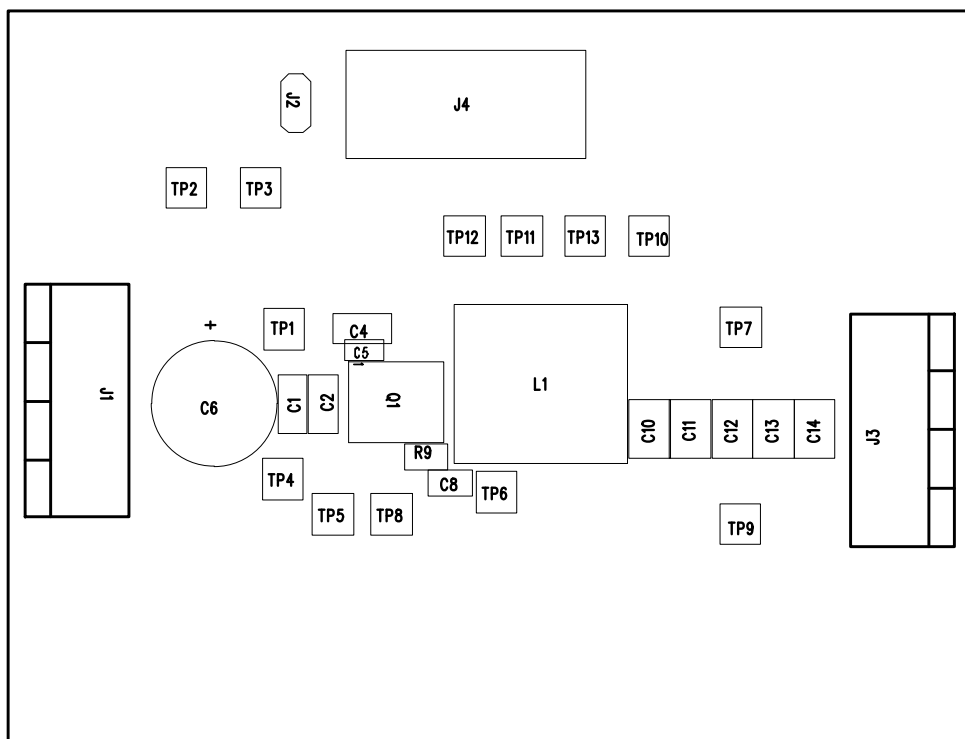 J2
J4
TP2
TP3
TP12
TP11
TP13
TP10
+
TP1
C4
TP7
C5
J1
C6
C1
C2
Q1
L1
C10
C11
C12
C13
C14
J3
R9
TP4
C8
TP6
TP5
TP8
TP9